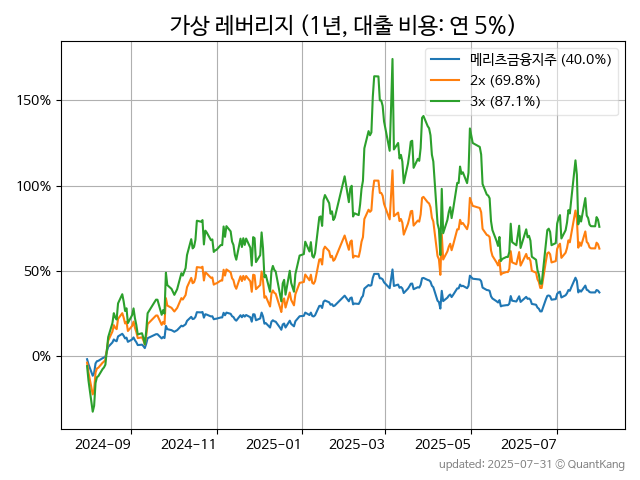 가상 레버리지 (1년, 대출 비용: 연 5%)
메리츠금융지주 (40.0%)
2x (69.8%)
3x (87.1%)
150%
100%
50%
0%
2024-09
2024-11
2025-01
2025-03
2025-05
2025-07
updated: 2025-07-31 © QuantKang